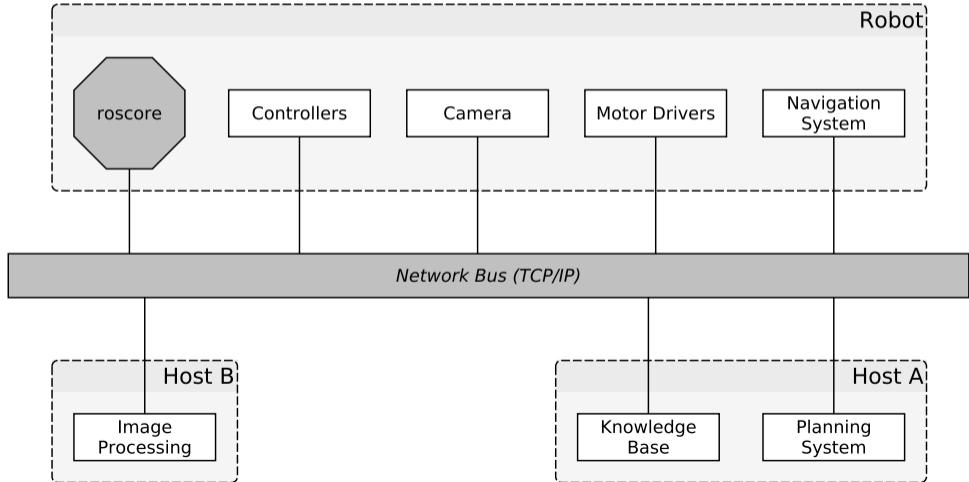 Robot
roscore
Controllers
Camera
Motor Drivers
Navigation
System
Network Bus (TCP/IP)
Host B
Image
Processing
Host A
Knowledge
Base
Planning
System